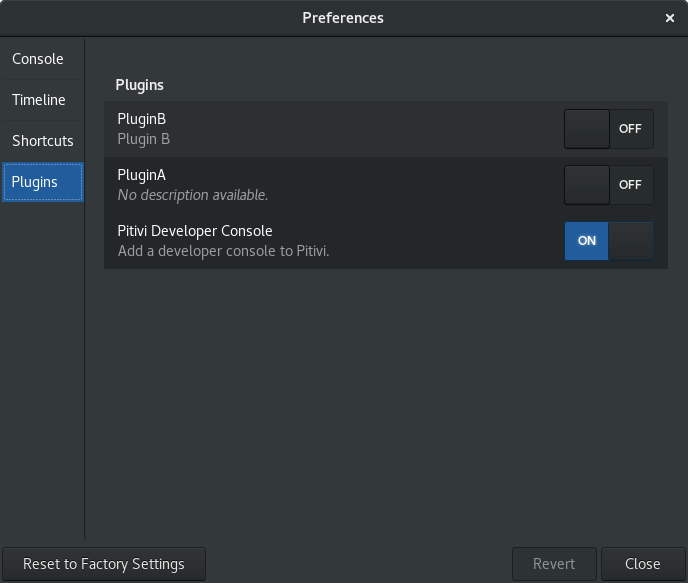 Preferences
Console
Timeline
Shortcuts
Plugins
Plugins
PluginB
Plugin B
OFF
PluginA
No description available.
OFF
Pitivi Developer Console
Add a developer console to Pitivi.
ON
Reset to Factory Settings
Revert
Close